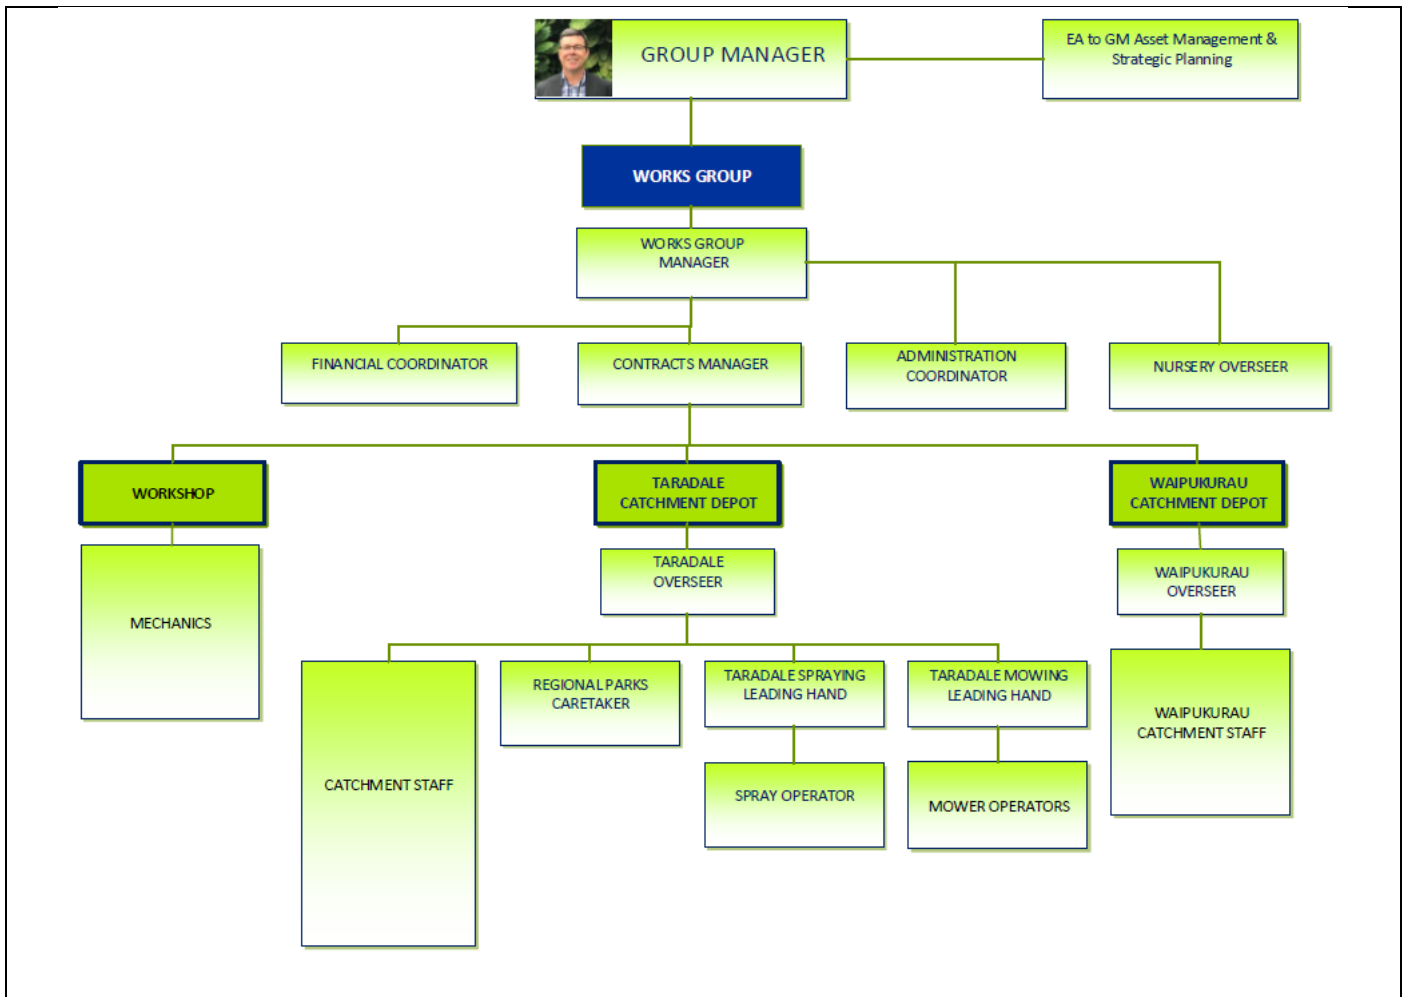 GROUP MANAGER
EA to GM Asset Management &
Strategic Planning
WORKS GROUP
WORKS GROUP
MANAGER
FINANCIAL COORDINATOR
CONTRACTS MANAGER
ADMINISTRATION
COORDINATOR
NURSERY OVERSEER
WORKSHOP
TARADALE
CATCHMENT DEPOT
WAIPUKURAU
CATCHMENT DEPOT
MECHANICS
TARADALE
OVERSEER
WAIPUKURAU
OVERSEER
CATCHMENT STAFF
REGIONAL PARKS
CARETAKER
TARADALE SPRAYING
LEADING HAND
TARADALE MOWING
LEADING HAND
WAIPUKURAU
CATCHMENT STAFF
SPRAY OPERATOR
MOWER OPERATORS